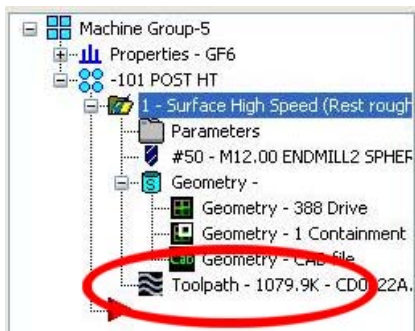 Machine Group-5
Properties - GF6
-101 POST HT
1 - Surface High Speed (Rest rough
Parameters
#50 - M12.00 ENDMILL2 SPHER
Geometry -
Geometry - 388 Drive
Geometry - 1 Containment
Geometry - CAD file
Toolpath - 1079.9K -